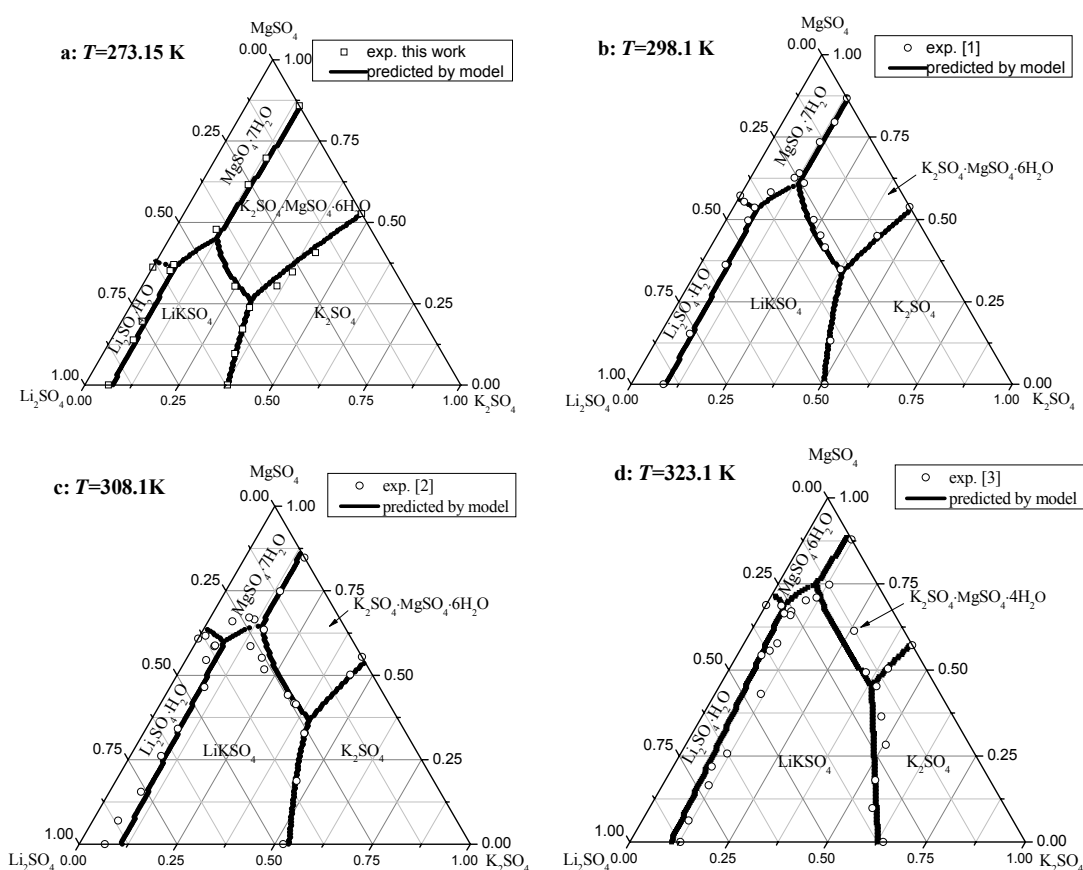 a: T=273.15 K
MgSO₄
exp. this work
predicted by model
0.00
1.00
0.25
0.75
0.50
0.50
0.75
0.25
1.00
0.00
Li₂SO₄ 0.00
0.25
0.50
0.75
1.00
K₂SO₄
MgSO₄·7H₂O
K₂SO₄·MgSO₄·6H₂O
Li₂SO₄·H₂O
LiKSO₄
K₂SO₄
b: T=298.1 K
MgSO₄
exp. [1]
predicted by model
0.00
1.00
0.25
0.75
0.50
0.50
0.75
0.25
1.00
0.00
Li₂SO₄ 0.00
0.25
0.50
0.75
1.00
K₂SO₄
MgSO₄·7H₂O
K₂SO₄·MgSO₄·6H₂O
Li₂SO₄·H₂O
LiKSO₄
K₂SO₄
c: T=308.1K
MgSO₄
exp. [2]
predicted by model
0.00
1.00
0.25
0.75
0.50
0.50
0.75
0.25
1.00
0.00
Li₂SO₄ 0.00
0.25
0.50
0.75
1.00
K₂SO₄
MgSO₄·7H₂O
K₂SO₄·MgSO₄·6H₂O
Li₂SO₄·H₂O
LiKSO₄
K₂SO₄
d: T=323.1 K
MgSO₄
exp. [3]
predicted by model
0.00
1.00
0.25
0.75
0.50
0.50
0.75
0.25
1.00
0.00
Li₂SO₄ 0.00
0.25
0.50
0.75
1.00
K₂SO₄
MgSO₄·6H₂O
K₂SO₄·MgSO₄·4H₂O
Li₂SO₄·H₂O
LiKSO₄
K₂SO₄